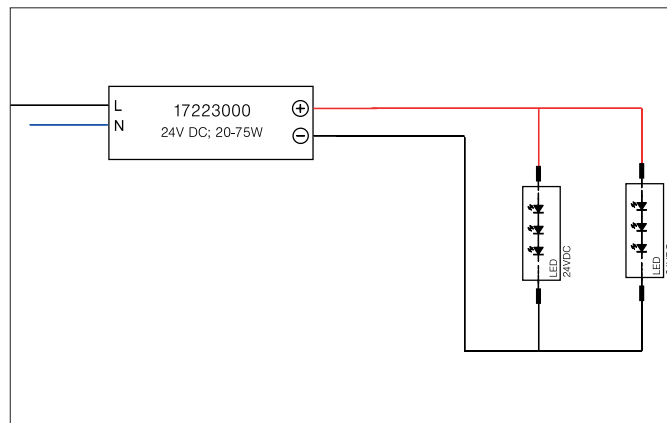 L
17223000
+
N
24V DC; 20-75W
−
LED
24VDC
LED